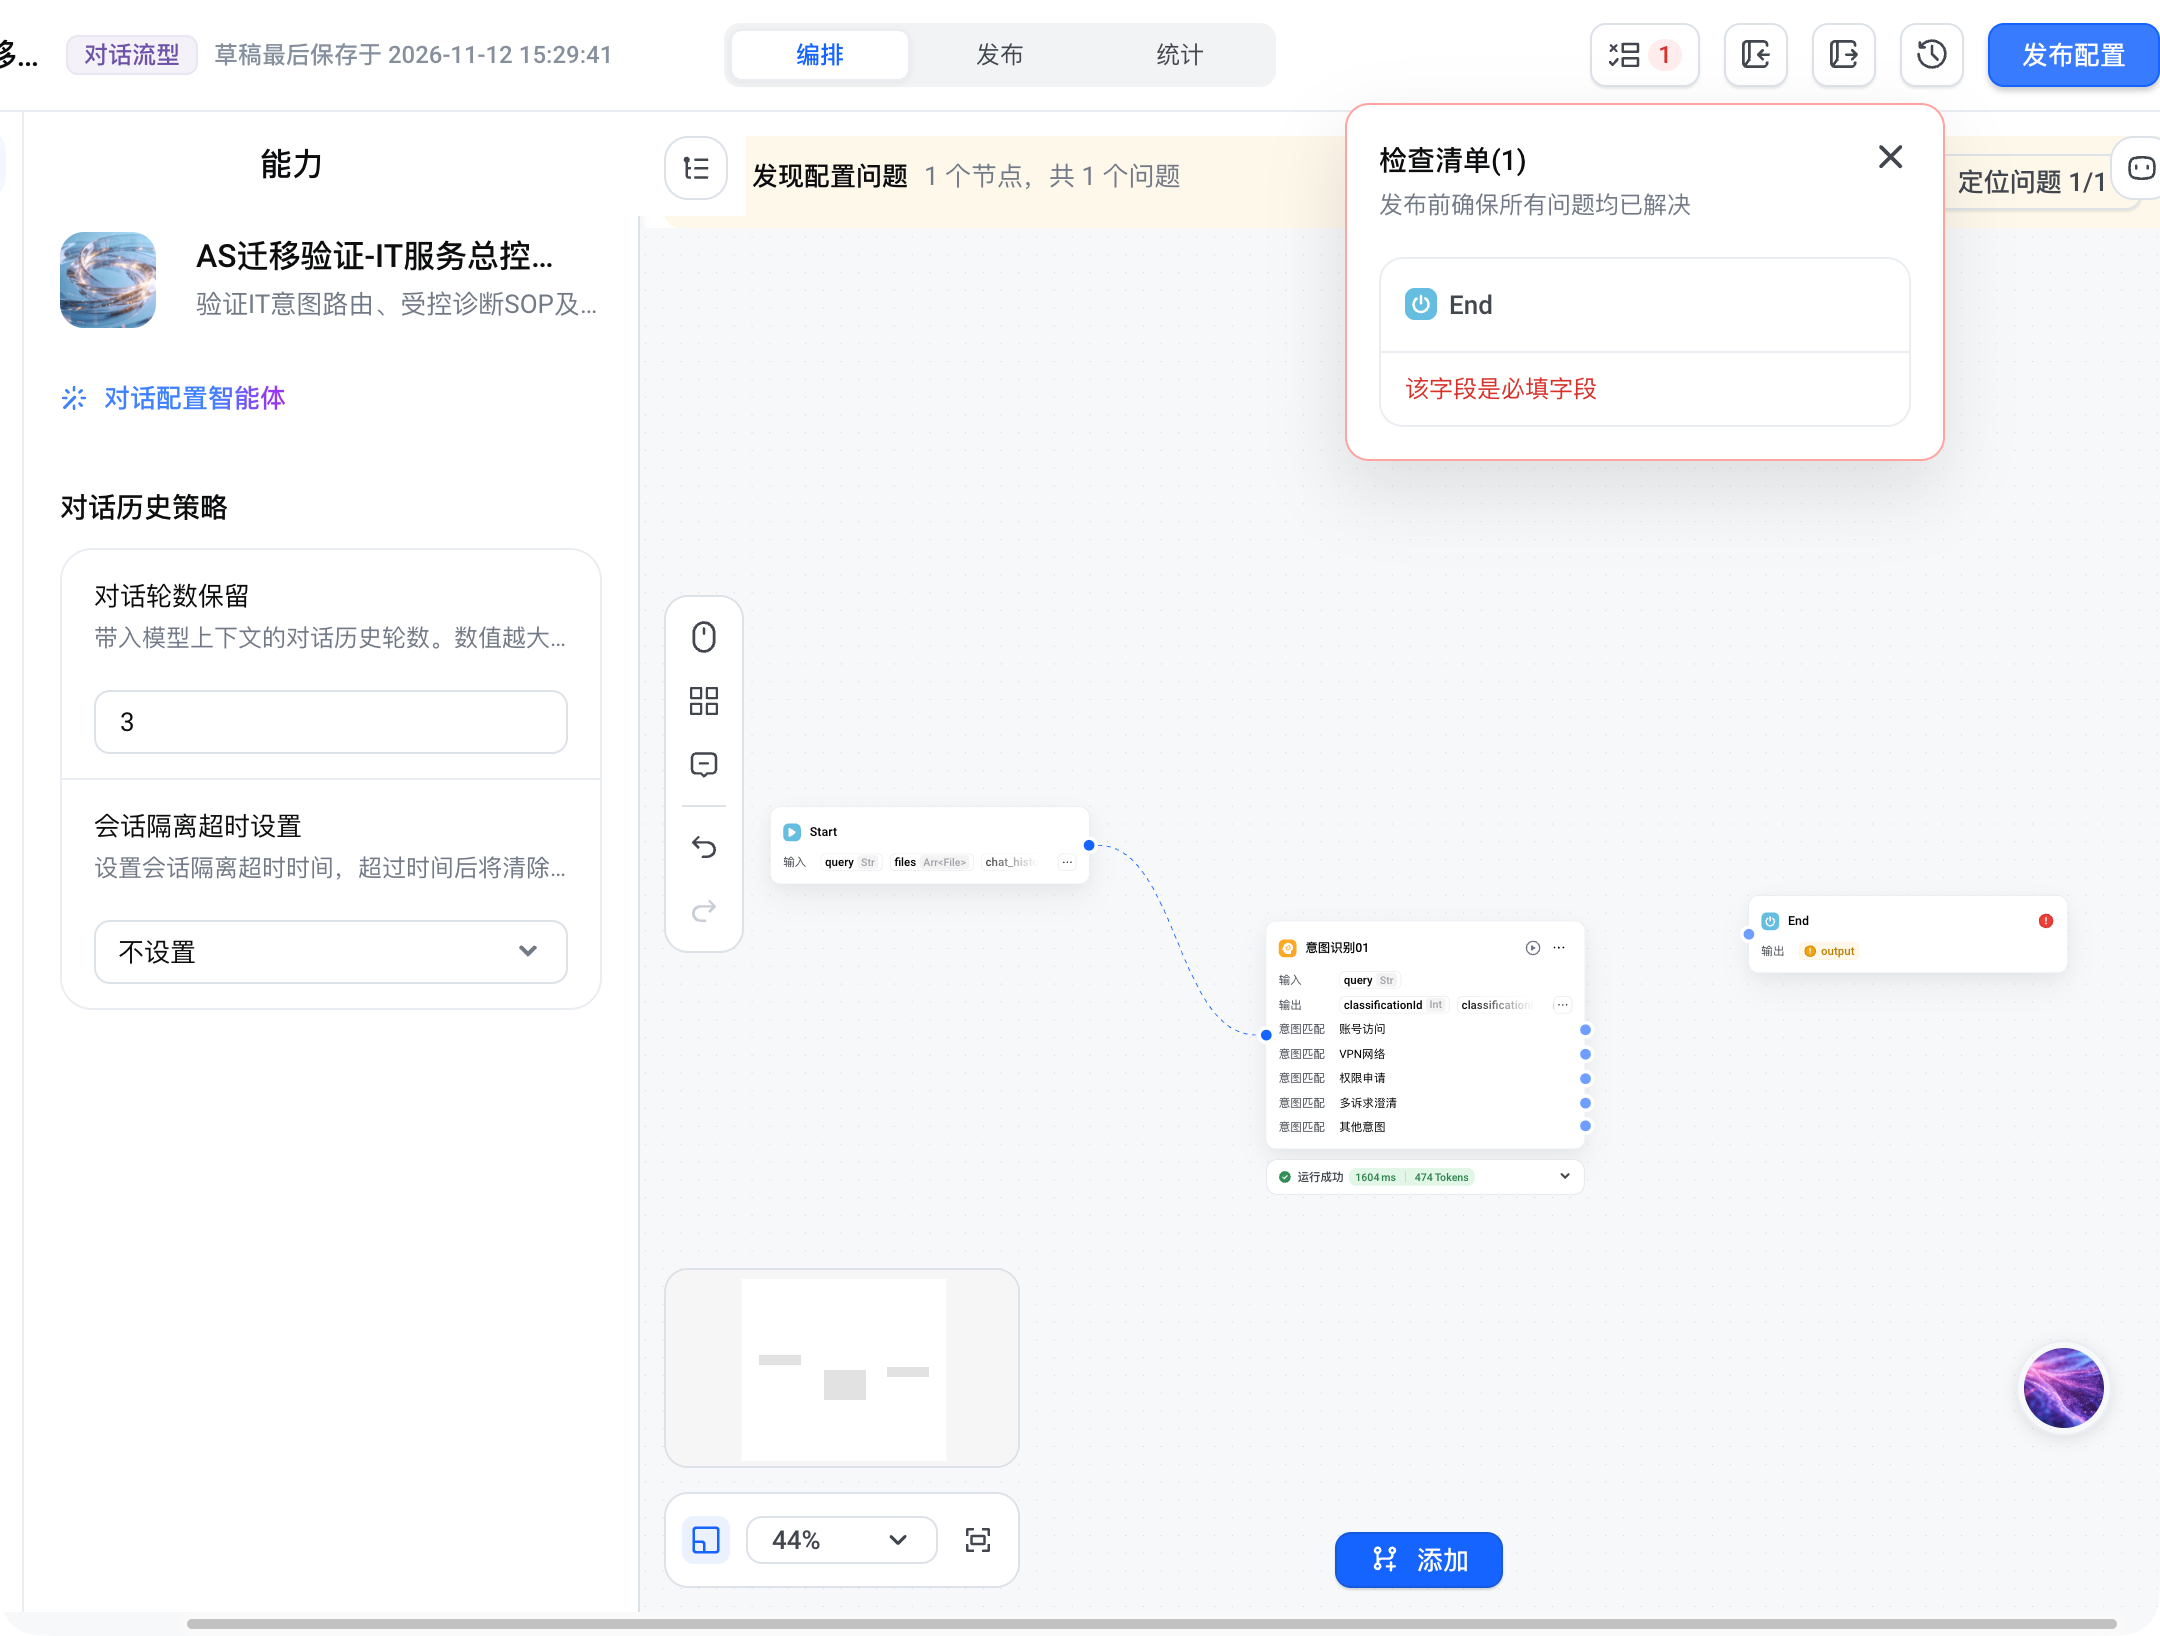 移...
对话流型
草稿最后保存于 2026-11-12 15:29:41
编排
发布
统计
1
发布配置
能力
AS迁移验证-IT服务总控...
验证IT意图路由、受控诊断SOP及...
对话配置智能体
对话历史策略
对话轮数保留
带入模型上下文的对话历史轮数。数值越大...
3
会话隔离超时设置
设置会话隔离超时时间，超过时间后将清除...
不设置
发现配置问题 1 个节点，共 1 个问题
定位问题 1/1
检查清单(1)
发布前确保所有问题均已解决
End
该字段是必填字段
Start
输入 query Str files Arr<File> chat_hist ...
意图识别01
输入 query Str
输出 classificationId Int classification ...
意图匹配 账号访问
意图匹配 VPN网络
意图匹配 权限申请
意图匹配 多诉求澄清
意图匹配 其他意图
运行成功 1604 ms 474 Tokens
End
输出 output
44%
添加